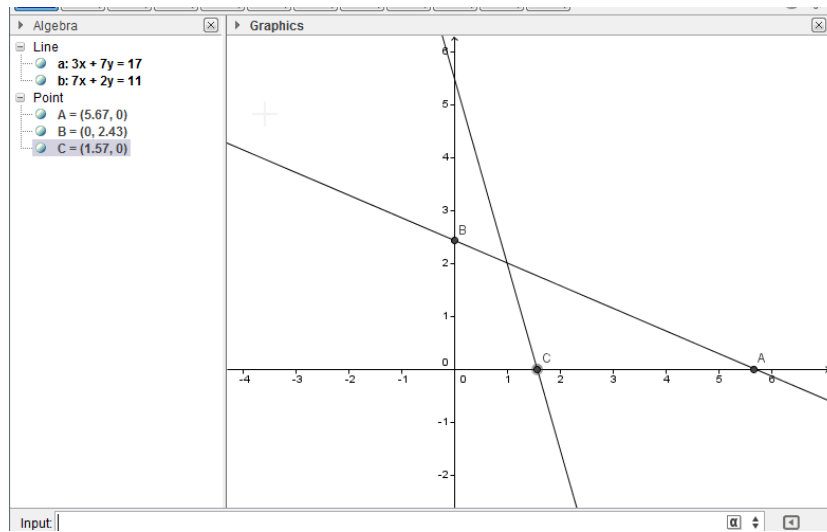 Algebra
Graphics
Line
a: 3x + 7y = 17
b: 7x + 2y = 11
Point
A = (5.67, 0)
B = (0, 2.43)
C = (1.57, 0)
6
5
4
3
B
2
1
0
C
A
-4 -3 -2 -1 0 1 2 3 4 5 6
-1
-2
Input:
α